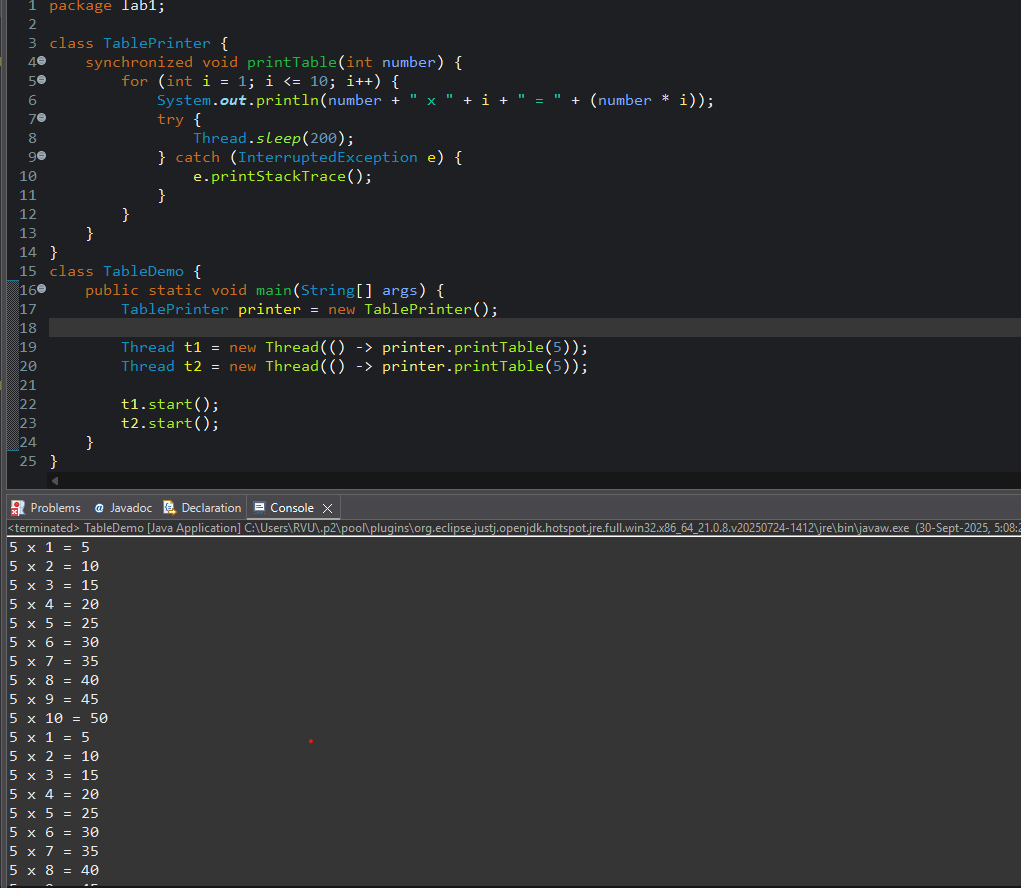 1 package lab1;
2
3 class TablePrinter {
4 synchronized void printTable(int number) {
5 for (int i = 1; i <= 10; i++) {
6 System.out.println(number + " x " + i + " = " + (number * i));
7 try {
8 Thread.sleep(200);
9 } catch (InterruptedException e) {
10 e.printStackTrace();
11 }
12 }
13 }
14 }
15 class TableDemo {
16 public static void main(String[] args) {
17 TablePrinter printer = new TablePrinter();
18
19 Thread t1 = new Thread(() -> printer.printTable(5));
20 Thread t2 = new Thread(() -> printer.printTable(5));
21
22 t1.start();
23 t2.start();
24 }
25 }
Problems @ Javadoc Declaration Console
<terminated> TableDemo [Java Application] C:\Users\RVU\.p2\pool\plugins\org.eclipse.justj.openjdk.hotspot.jre.full.win32.x86_64_21.0.8.v20250724-1412\jre\bin\javaw.exe (30-Sept-2025, 5:08:2
5 x 1 = 5
5 x 2 = 10
5 x 3 = 15
5 x 4 = 20
5 x 5 = 25
5 x 6 = 30
5 x 7 = 35
5 x 8 = 40
5 x 9 = 45
5 x 10 = 50
5 x 1 = 5
5 x 2 = 10
5 x 3 = 15
5 x 4 = 20
5 x 5 = 25
5 x 6 = 30
5 x 7 = 35
5 x 8 = 40